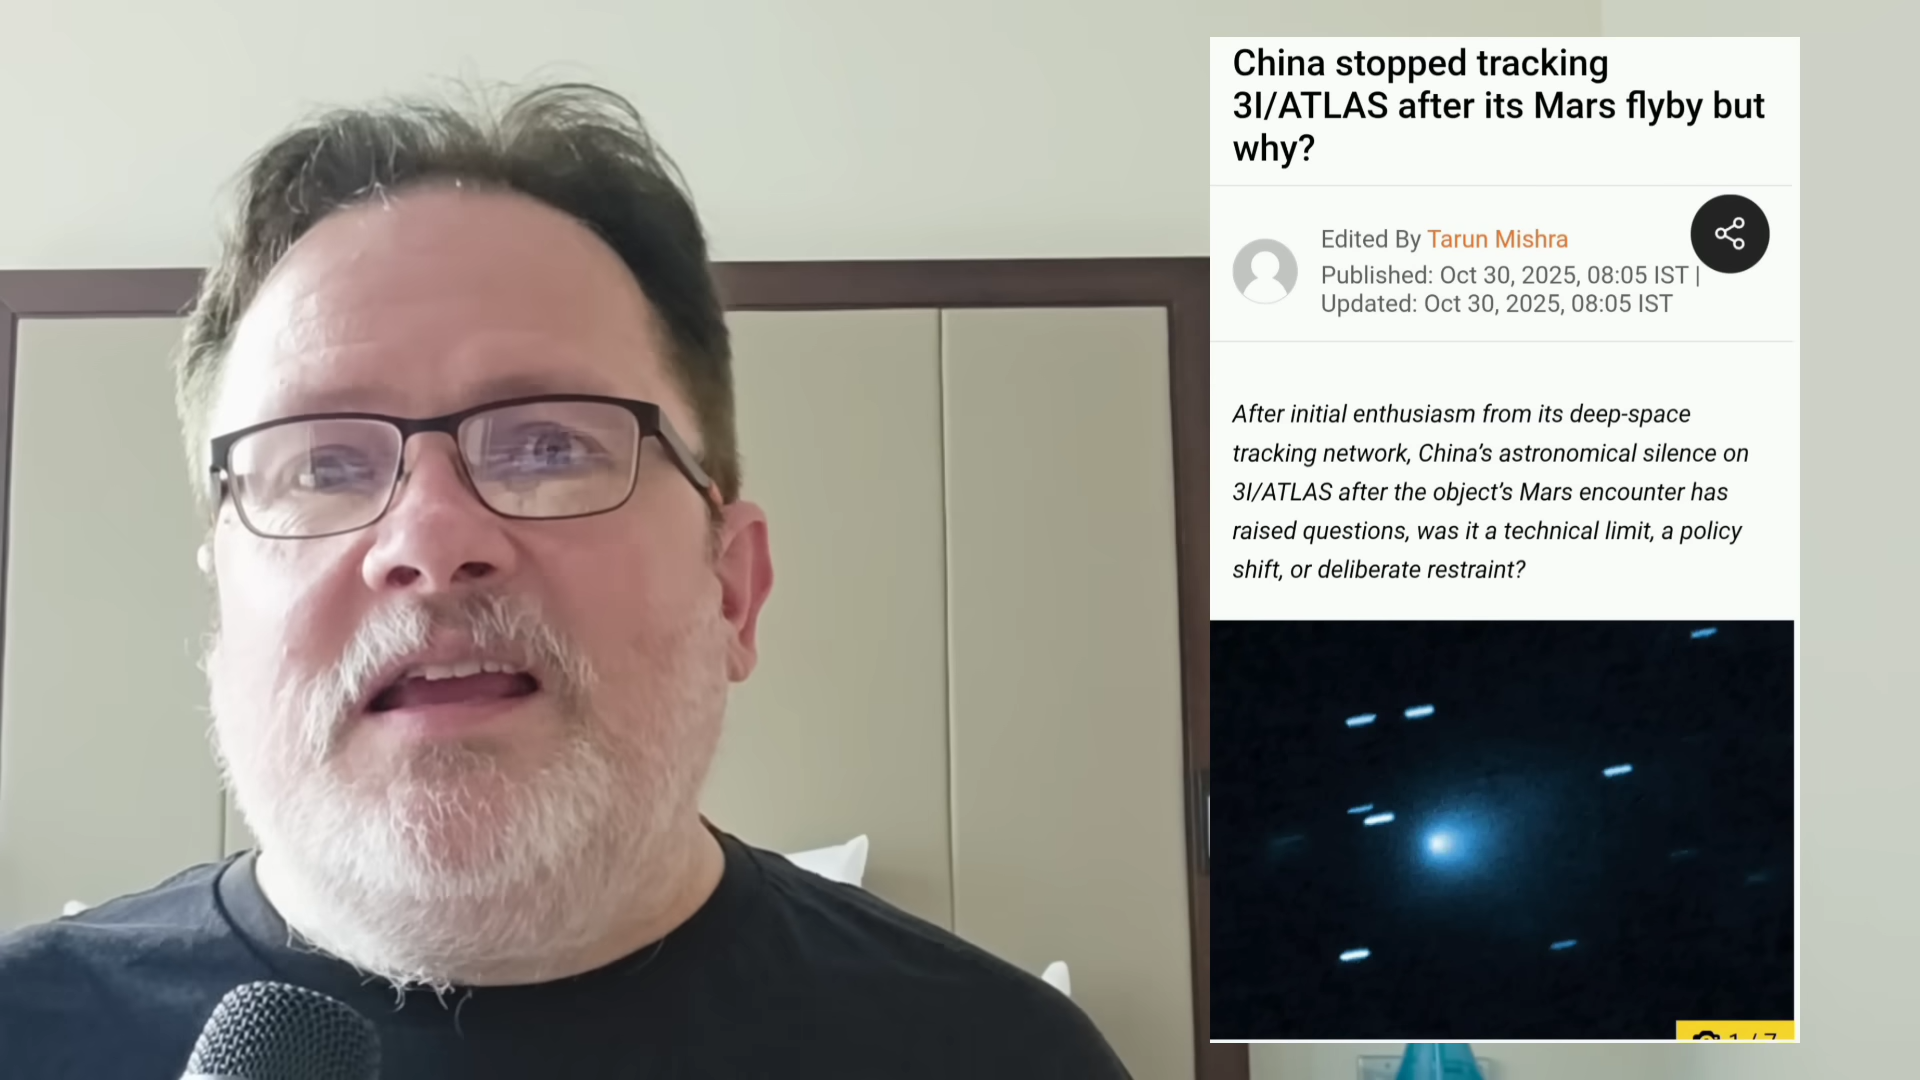 China stopped tracking
3I/ATLAS after its Mars flyby but
why?
Edited By Tarun Mishra
Published: Oct 30, 2025, 08:05 IST |
Updated: Oct 30, 2025, 08:05 IST
After initial enthusiasm from its deep-space
tracking network, China’s astronomical silence on
3I/ATLAS after the object’s Mars encounter has
raised questions, was it a technical limit, a policy
shift, or deliberate restraint?
1 / 7